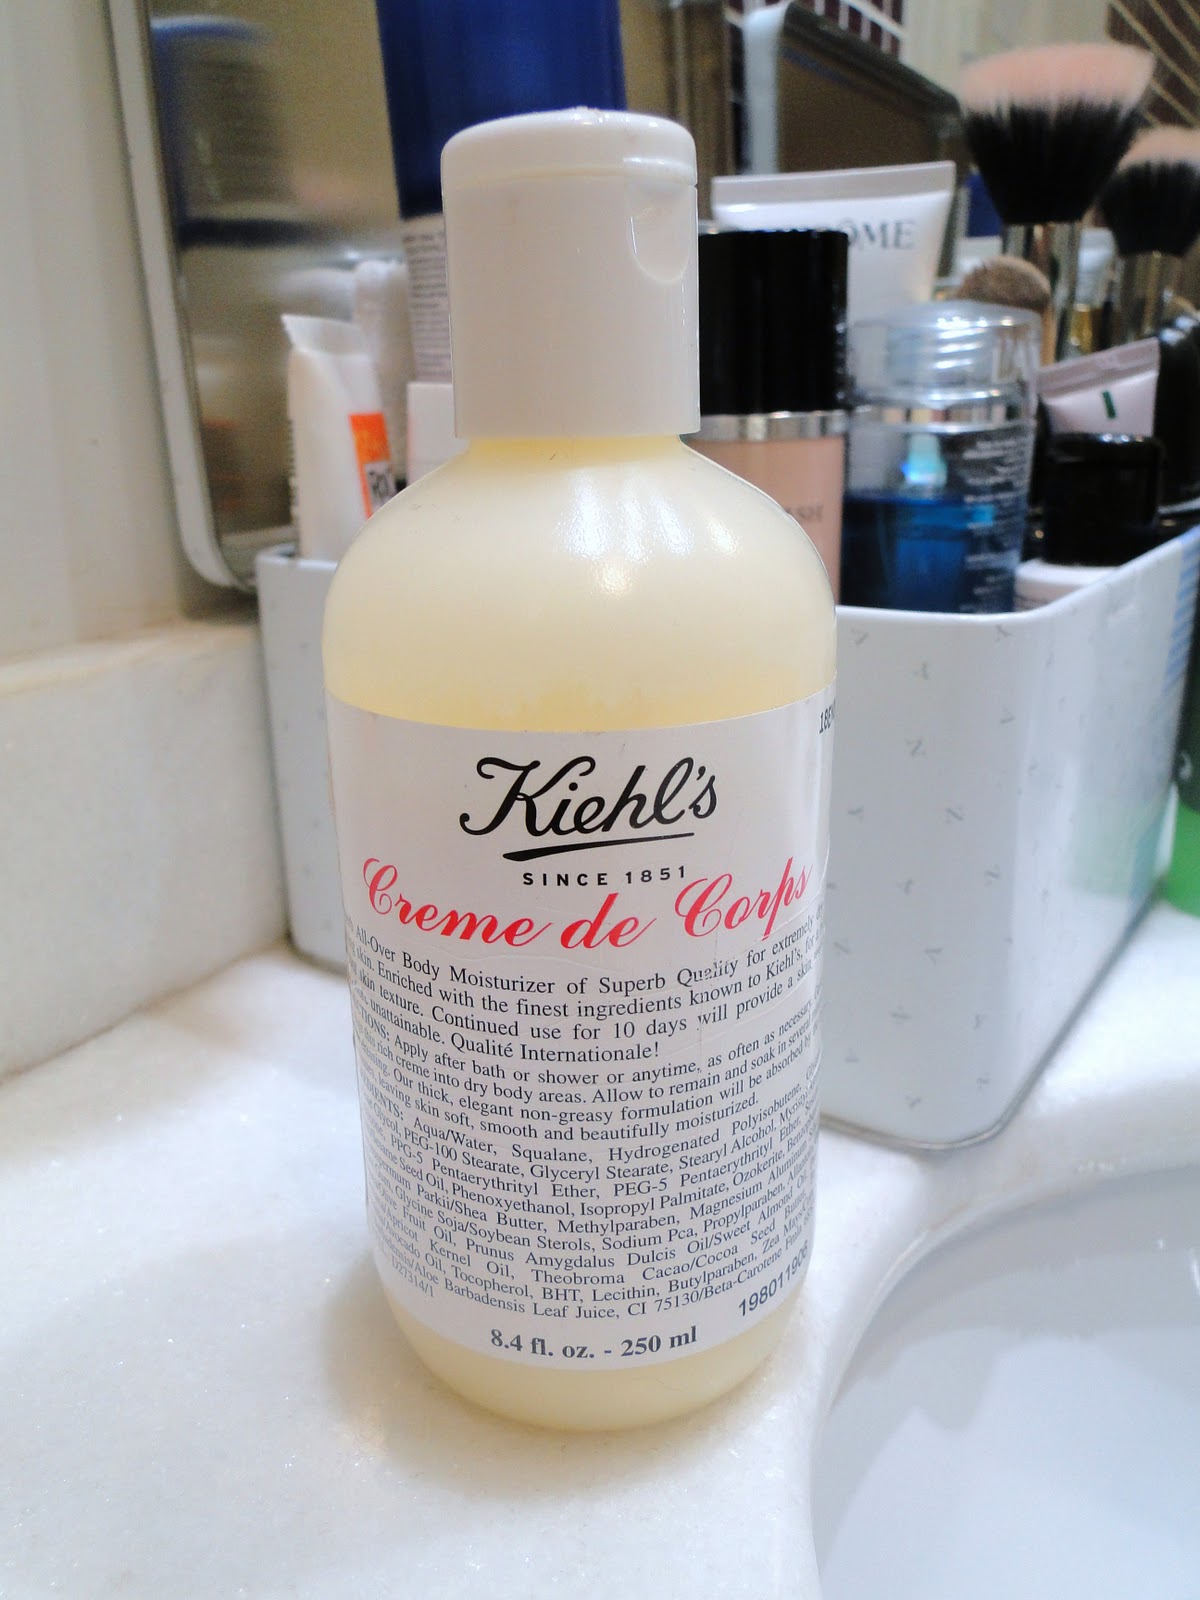 ÔME
ASH
Kiehl's
SINCE 1851
Creme de Corps
All-Over Body Moisturizer of Superb Quality for extremely
skin. Enriched with the finest ingredients known to Kiehl's, for
skin texture. Continued use for 10 days will provide a skin
unattainable. Qualité Internationale!
Apply after bath or shower or anytime, as often as necessary.
rich creme into dry body areas. Allow to remain and soak in several
Our thick, elegant non-greasy formulation will be absorbed by
leaving skin soft, smooth and beautifully moisturized.
Aqua/Water, Squalane, Hydrogenated Polyisobutene,
Glycol, PEG-100 Stearate, Glyceryl Stearate, Stearyl Alcohol,
PPG-5 Pentaerythrityl Ether, PEG-5 Pentaerythrityl Ether,
Seed Oil, Phenoxyethanol, Isopropyl Palmitate, Ozokerite,
Parkii/Shea Butter, Methylparaben, Magnesium Aluminum
Glycine Soja/Soybean Sterols, Sodium Pca, Propylparaben,
Fruit Oil, Prunus Amygdalus Dulcis Oil/Sweet Almond Oil,
Kernel Oil, Theobroma Cacao/Cocoa Seed Butter,
Oil, Tocopherol, BHT, Lecithin, Butylparaben, Zea
Barbadensis Leaf Juice, CI 75130/Beta-Carotene
D27314/1
198011906
8.4 fl. oz. - 250 ml